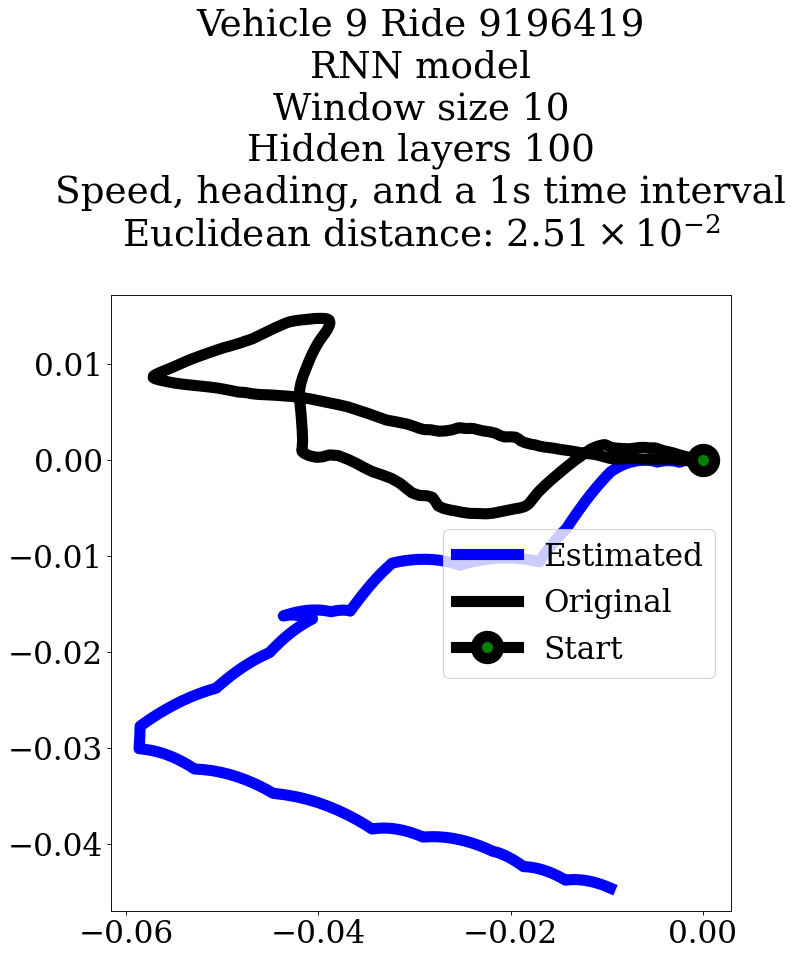 Vehicle 9 Ride 9196419
RNN model
Window size 10
Hidden layers 100
Speed, heading, and a 1s time interval
Euclidean distance: 2.51 × 10⁻²
0.01
0.00
−0.01
−0.02
−0.03
−0.04
Estimated
Original
Start
−0.06
−0.04
−0.02
0.00